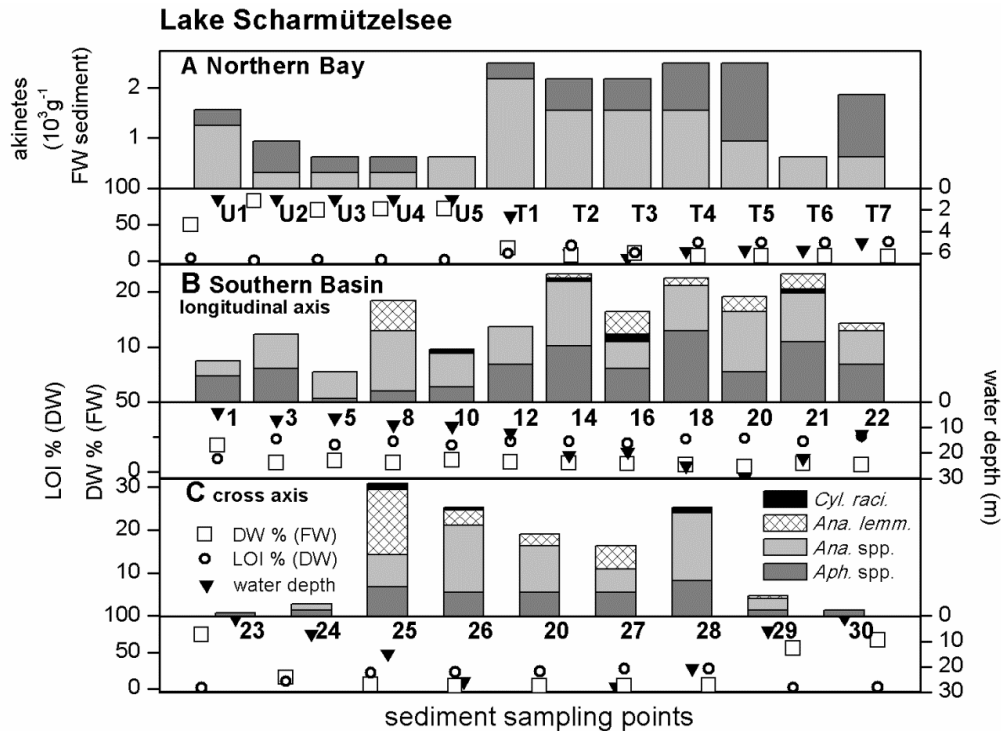 Lake Scharmützelsee
A Northern Bay
akinetes
(10³g⁻¹
FW sediment)
2
1
100
50
0
0
2
4
6
U1 U2 U3 U4 U5 T1 T2 T3 T4 T5 T6 T7
B Southern Basin
longitudinal axis
20
10
50
0
0
10
20
30
1 3 5 8 10 12 14 16 18 20 21 22
LOI % (DW)
DW % (FW)
water depth (m)
C cross axis
DW % (FW)
LOI % (DW)
water depth
Cyl. raci.
Ana. lemm.
Ana. spp.
Aph. spp.
30
20
10
100
50
0
0
10
20
30
23 24 25 26 20 27 28 29 30
sediment sampling points